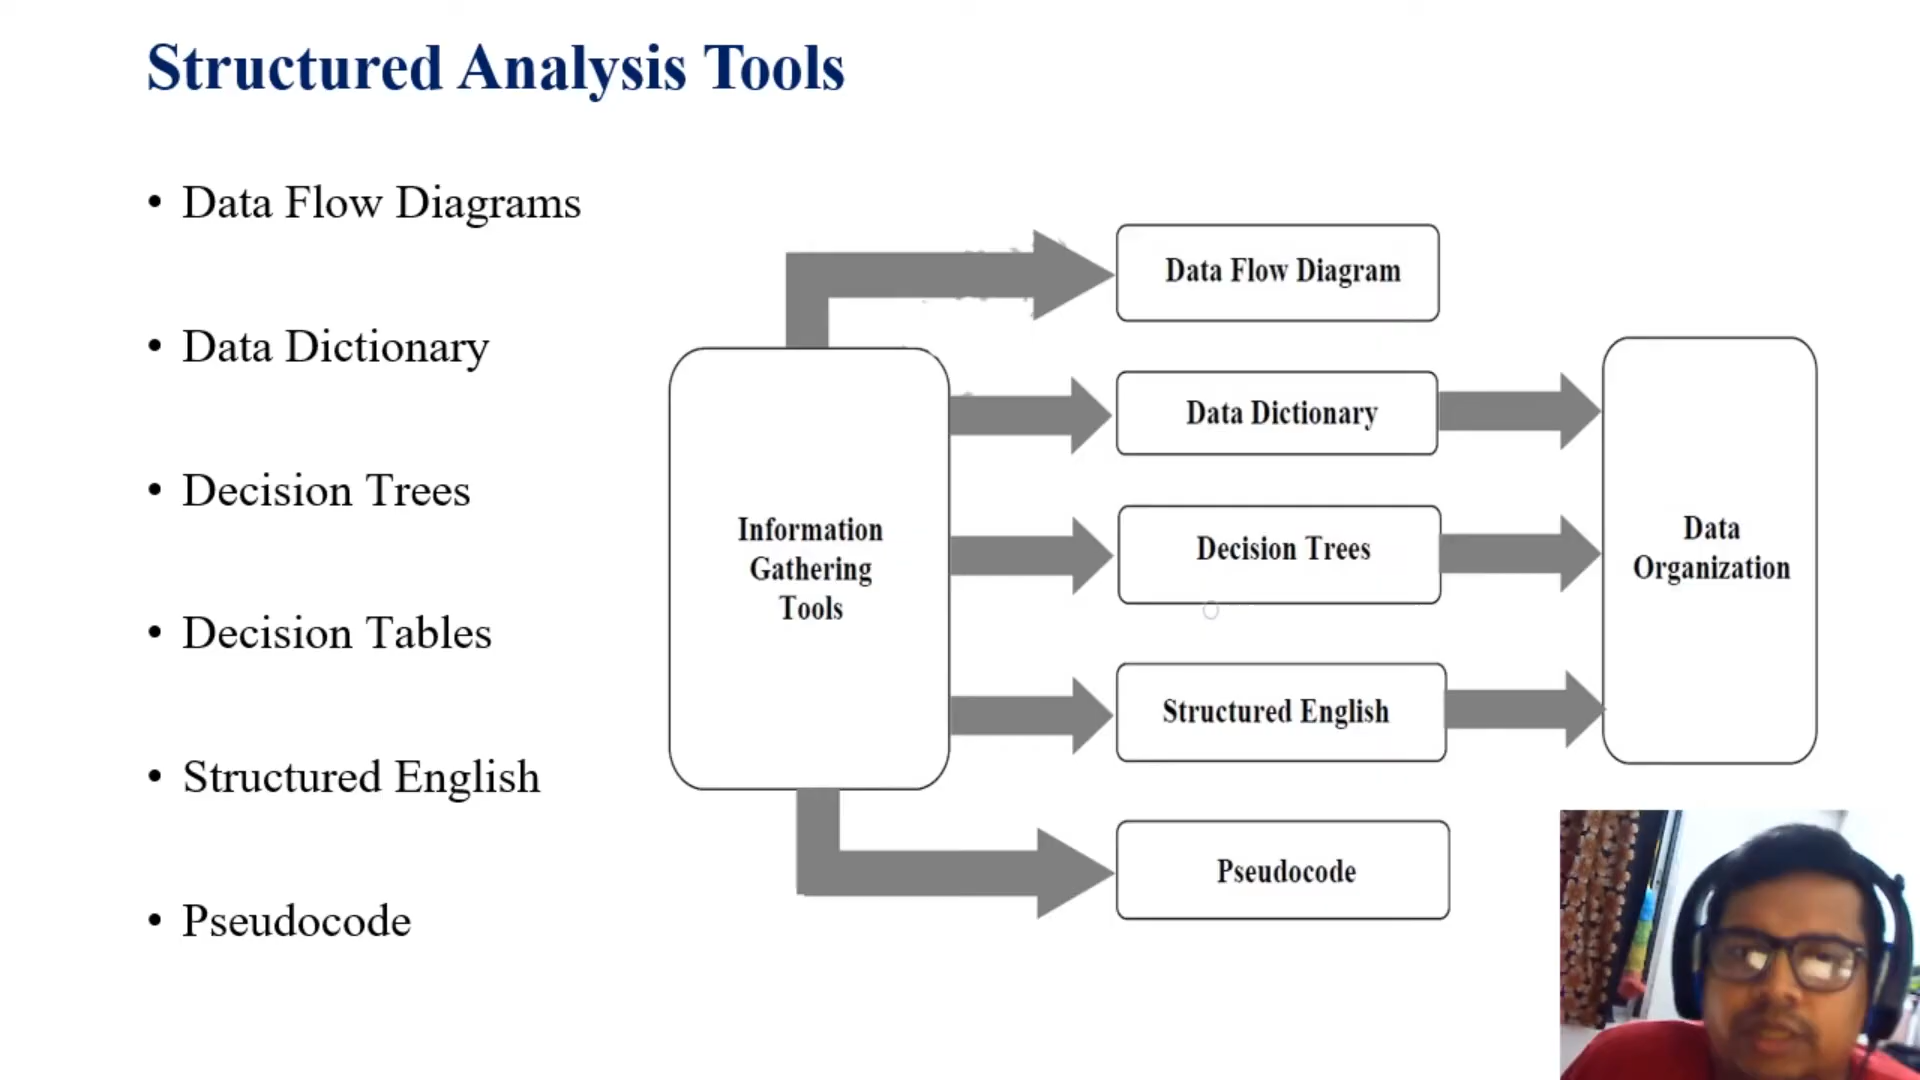 Structured Analysis Tools
• Data Flow Diagrams
• Data Dictionary
• Decision Trees
• Decision Tables
• Structured English
• Pseudocode
Information
Gathering
Tools
Data Flow Diagram
Data Dictionary
Decision Trees
Structured English
Pseudocode
Data
Organization